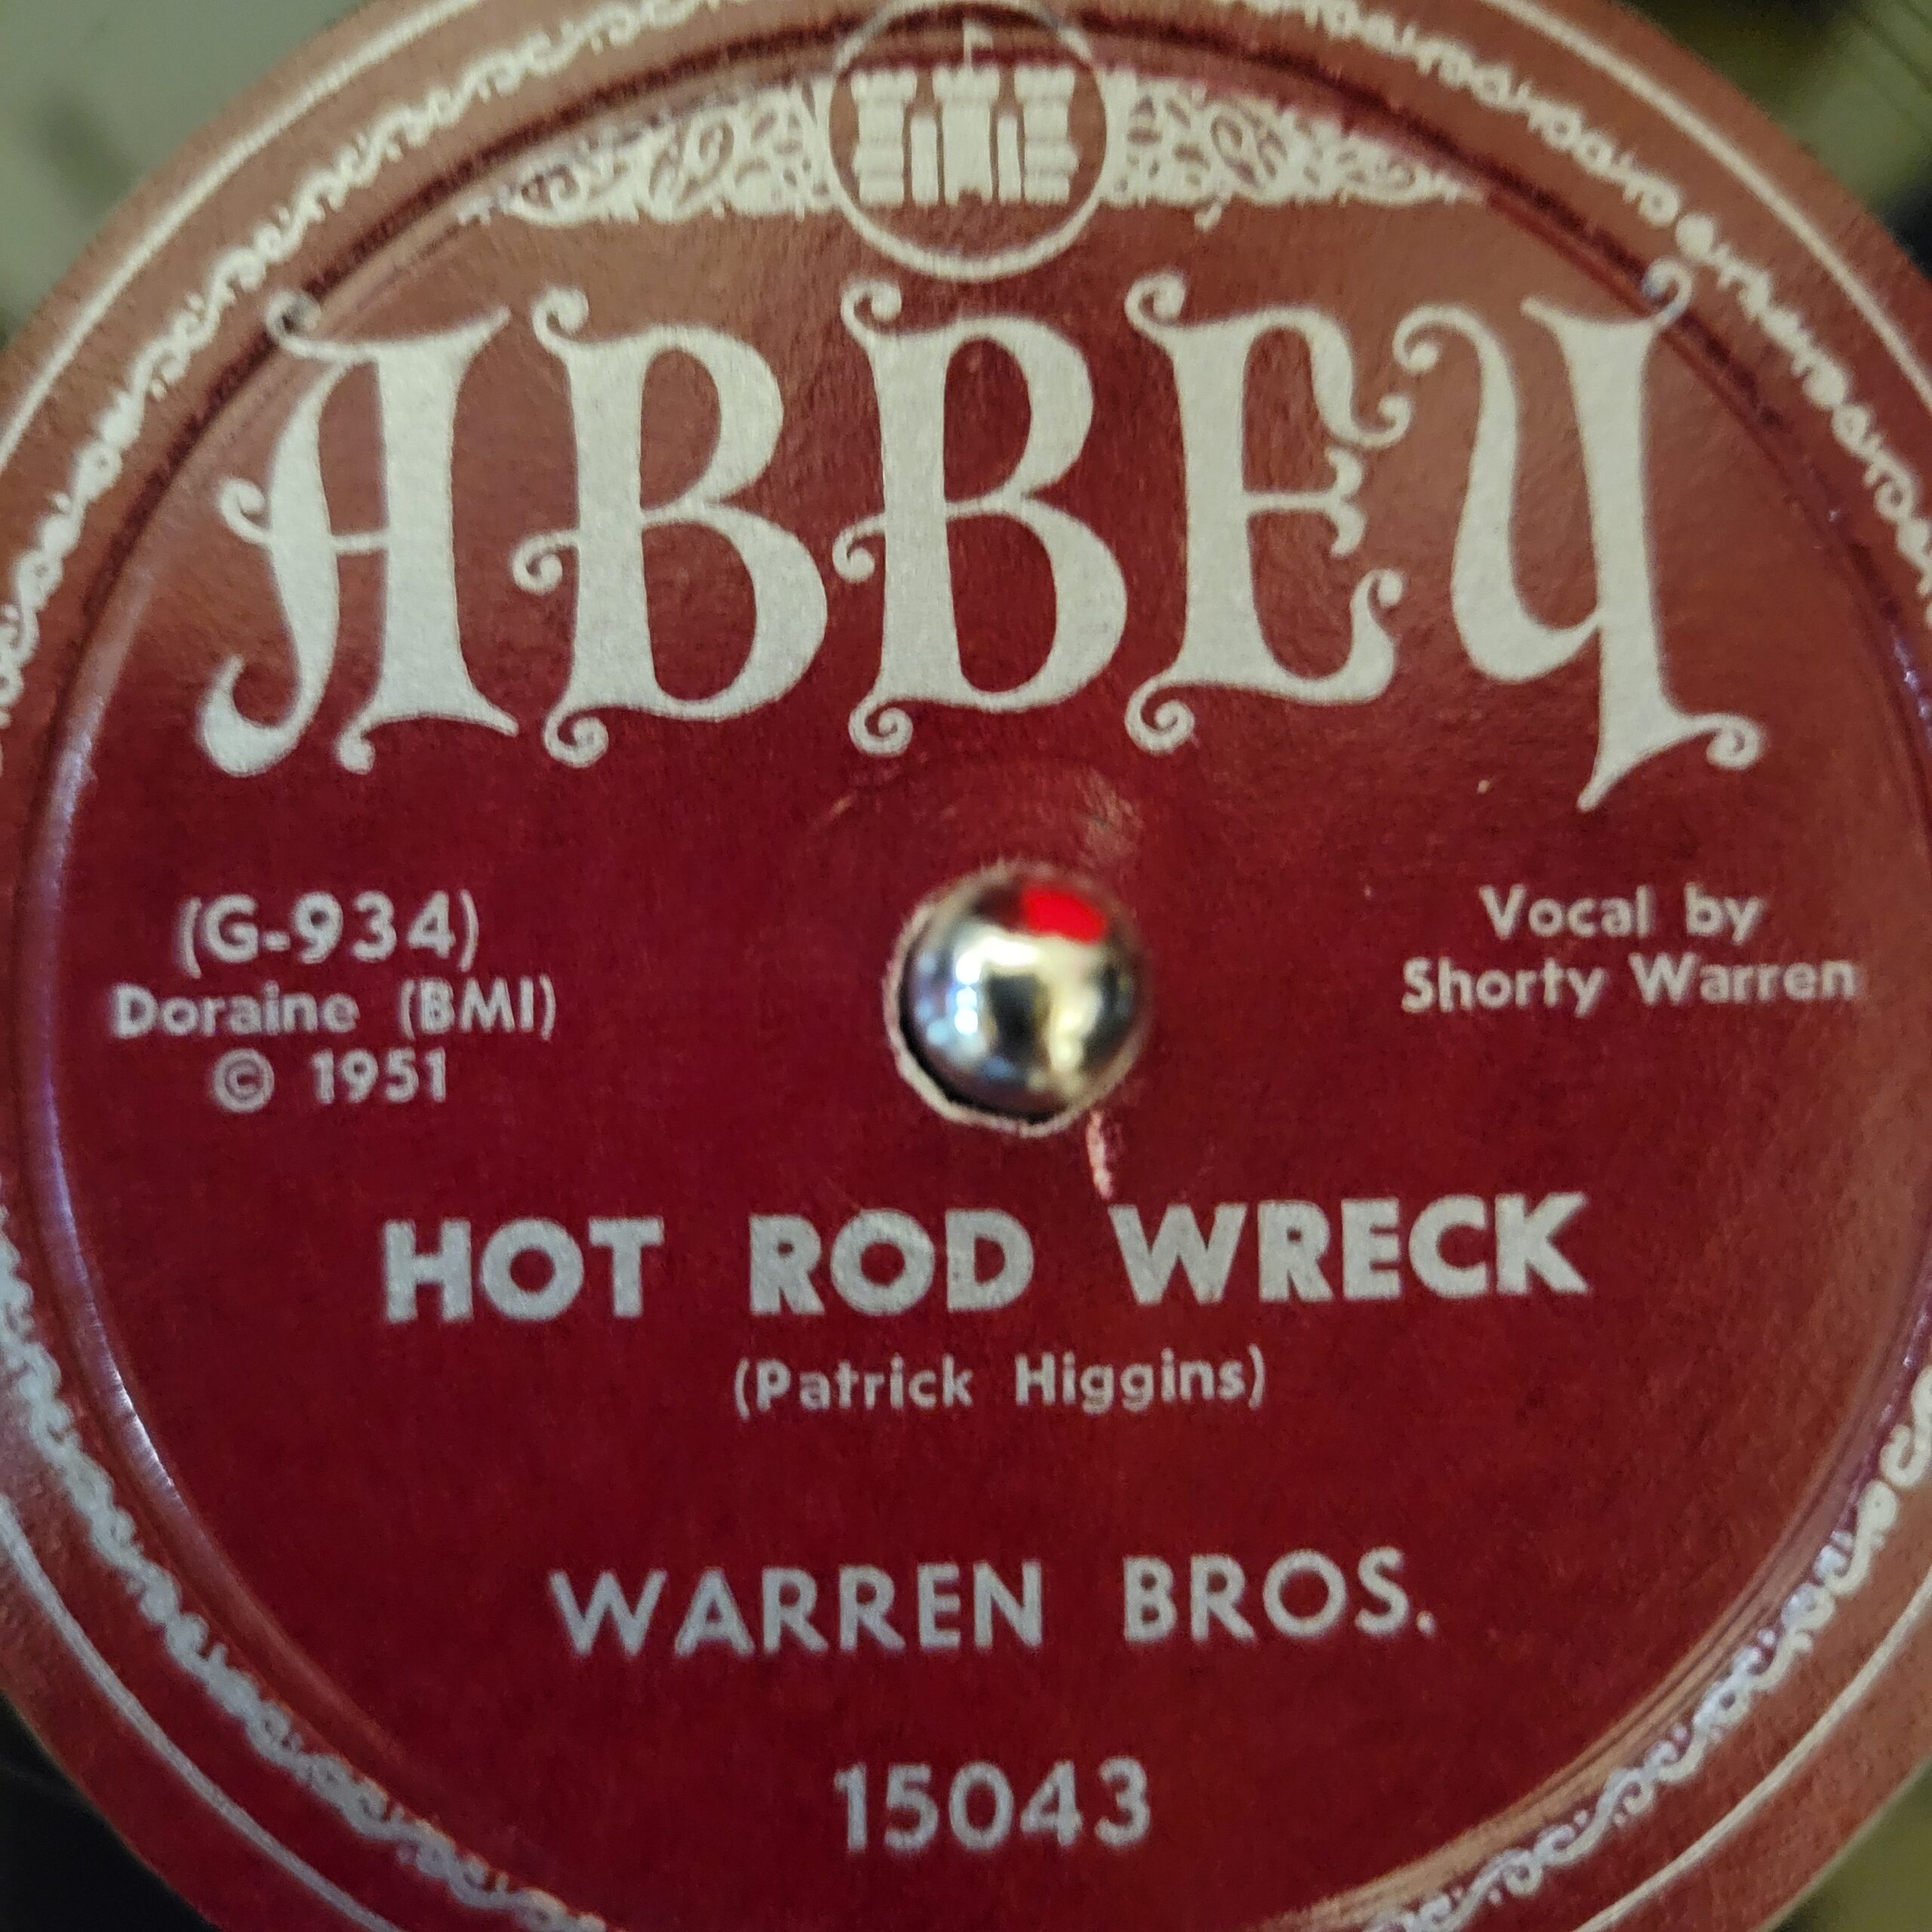 ABBEY
(G-934)
Doraine (BMI)
© 1951
Vocal by
Shorty Warren
HOT ROD WRECK
(Patrick Higgins)
WARREN BROS.
15043